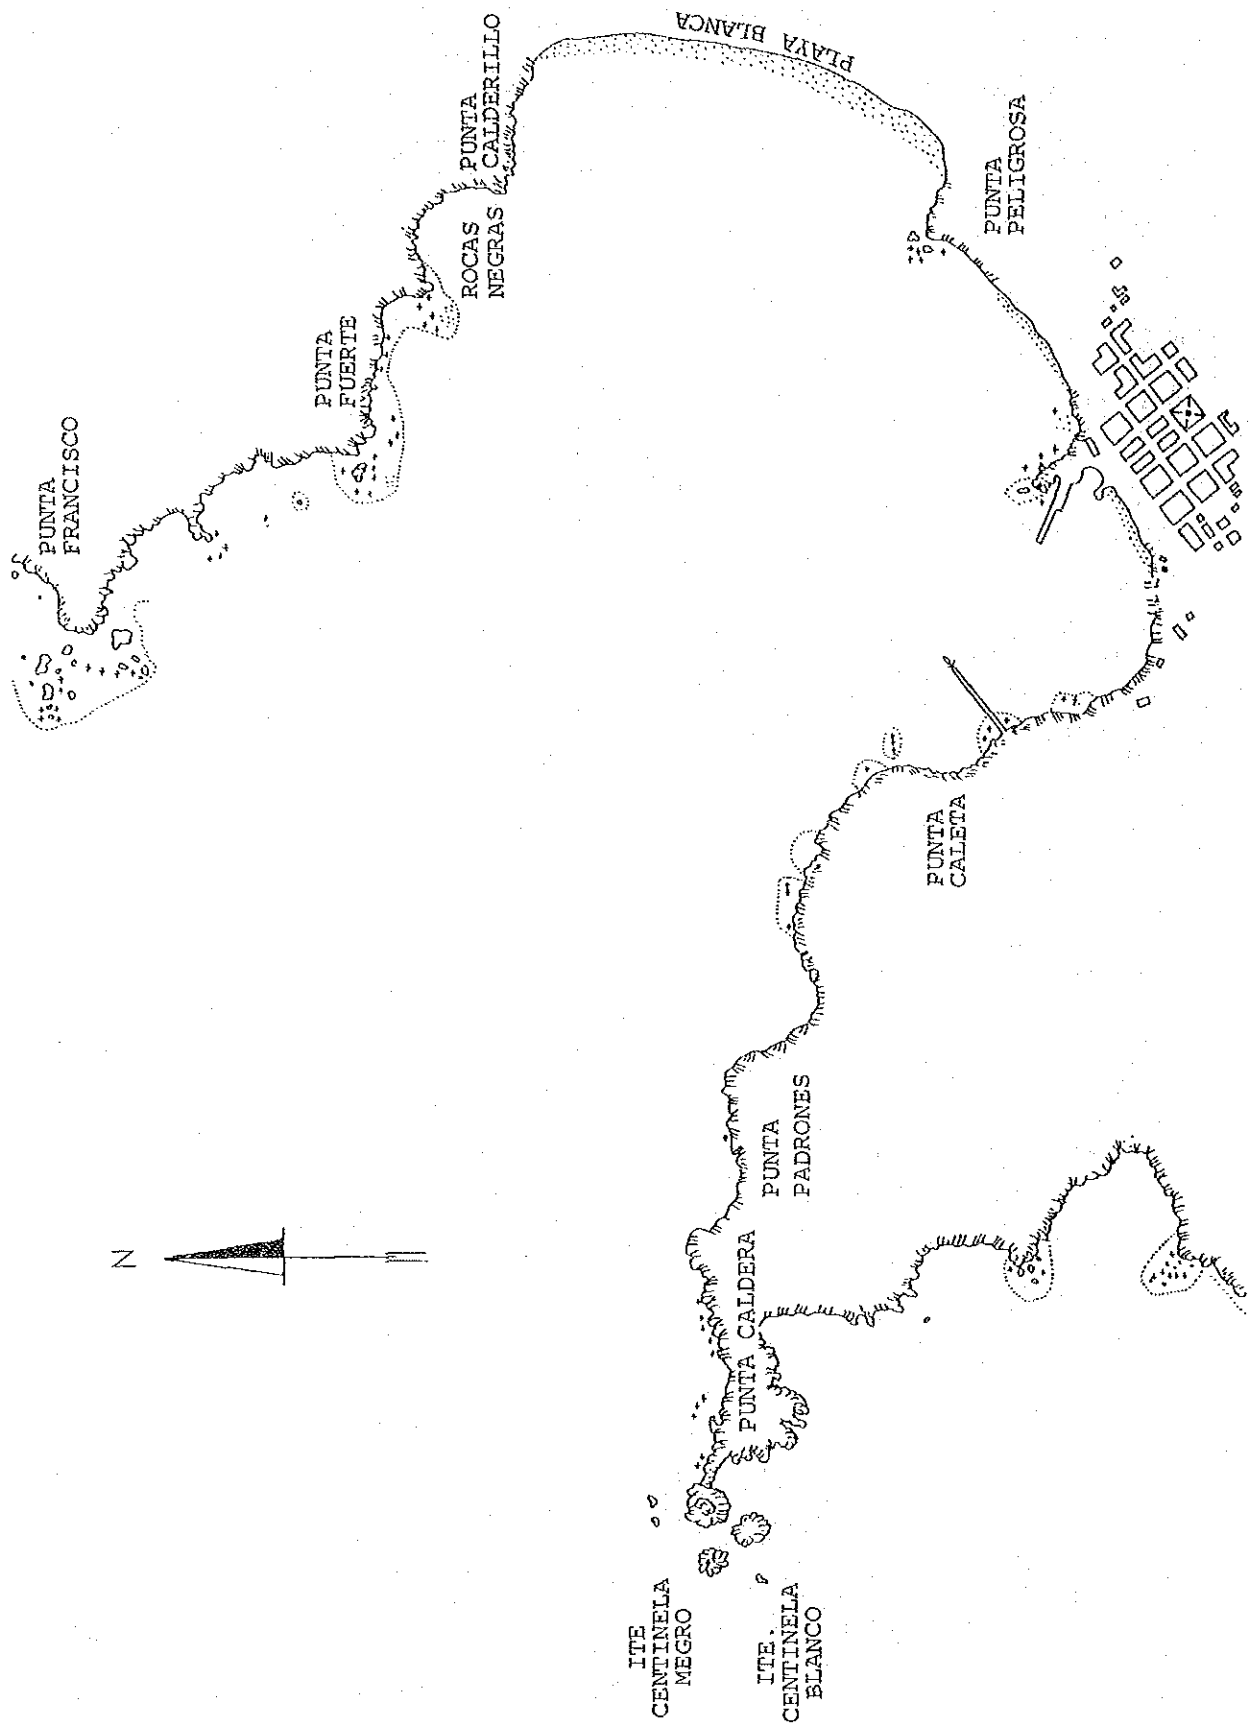 N
PUNTA
FRANCISCO
PUNTA
FUERTE
ROCAS
NEGRAS
PUNTA
CALDERILLO
PLAYA BLANCA
PUNTA
PELIGROSA
PUNTA
CALETA
PUNTA
PADRONES
PUNTA CALDERA
ITE
CENTINELA
MEGRO
ITE.
CENTINELA
BLANCO